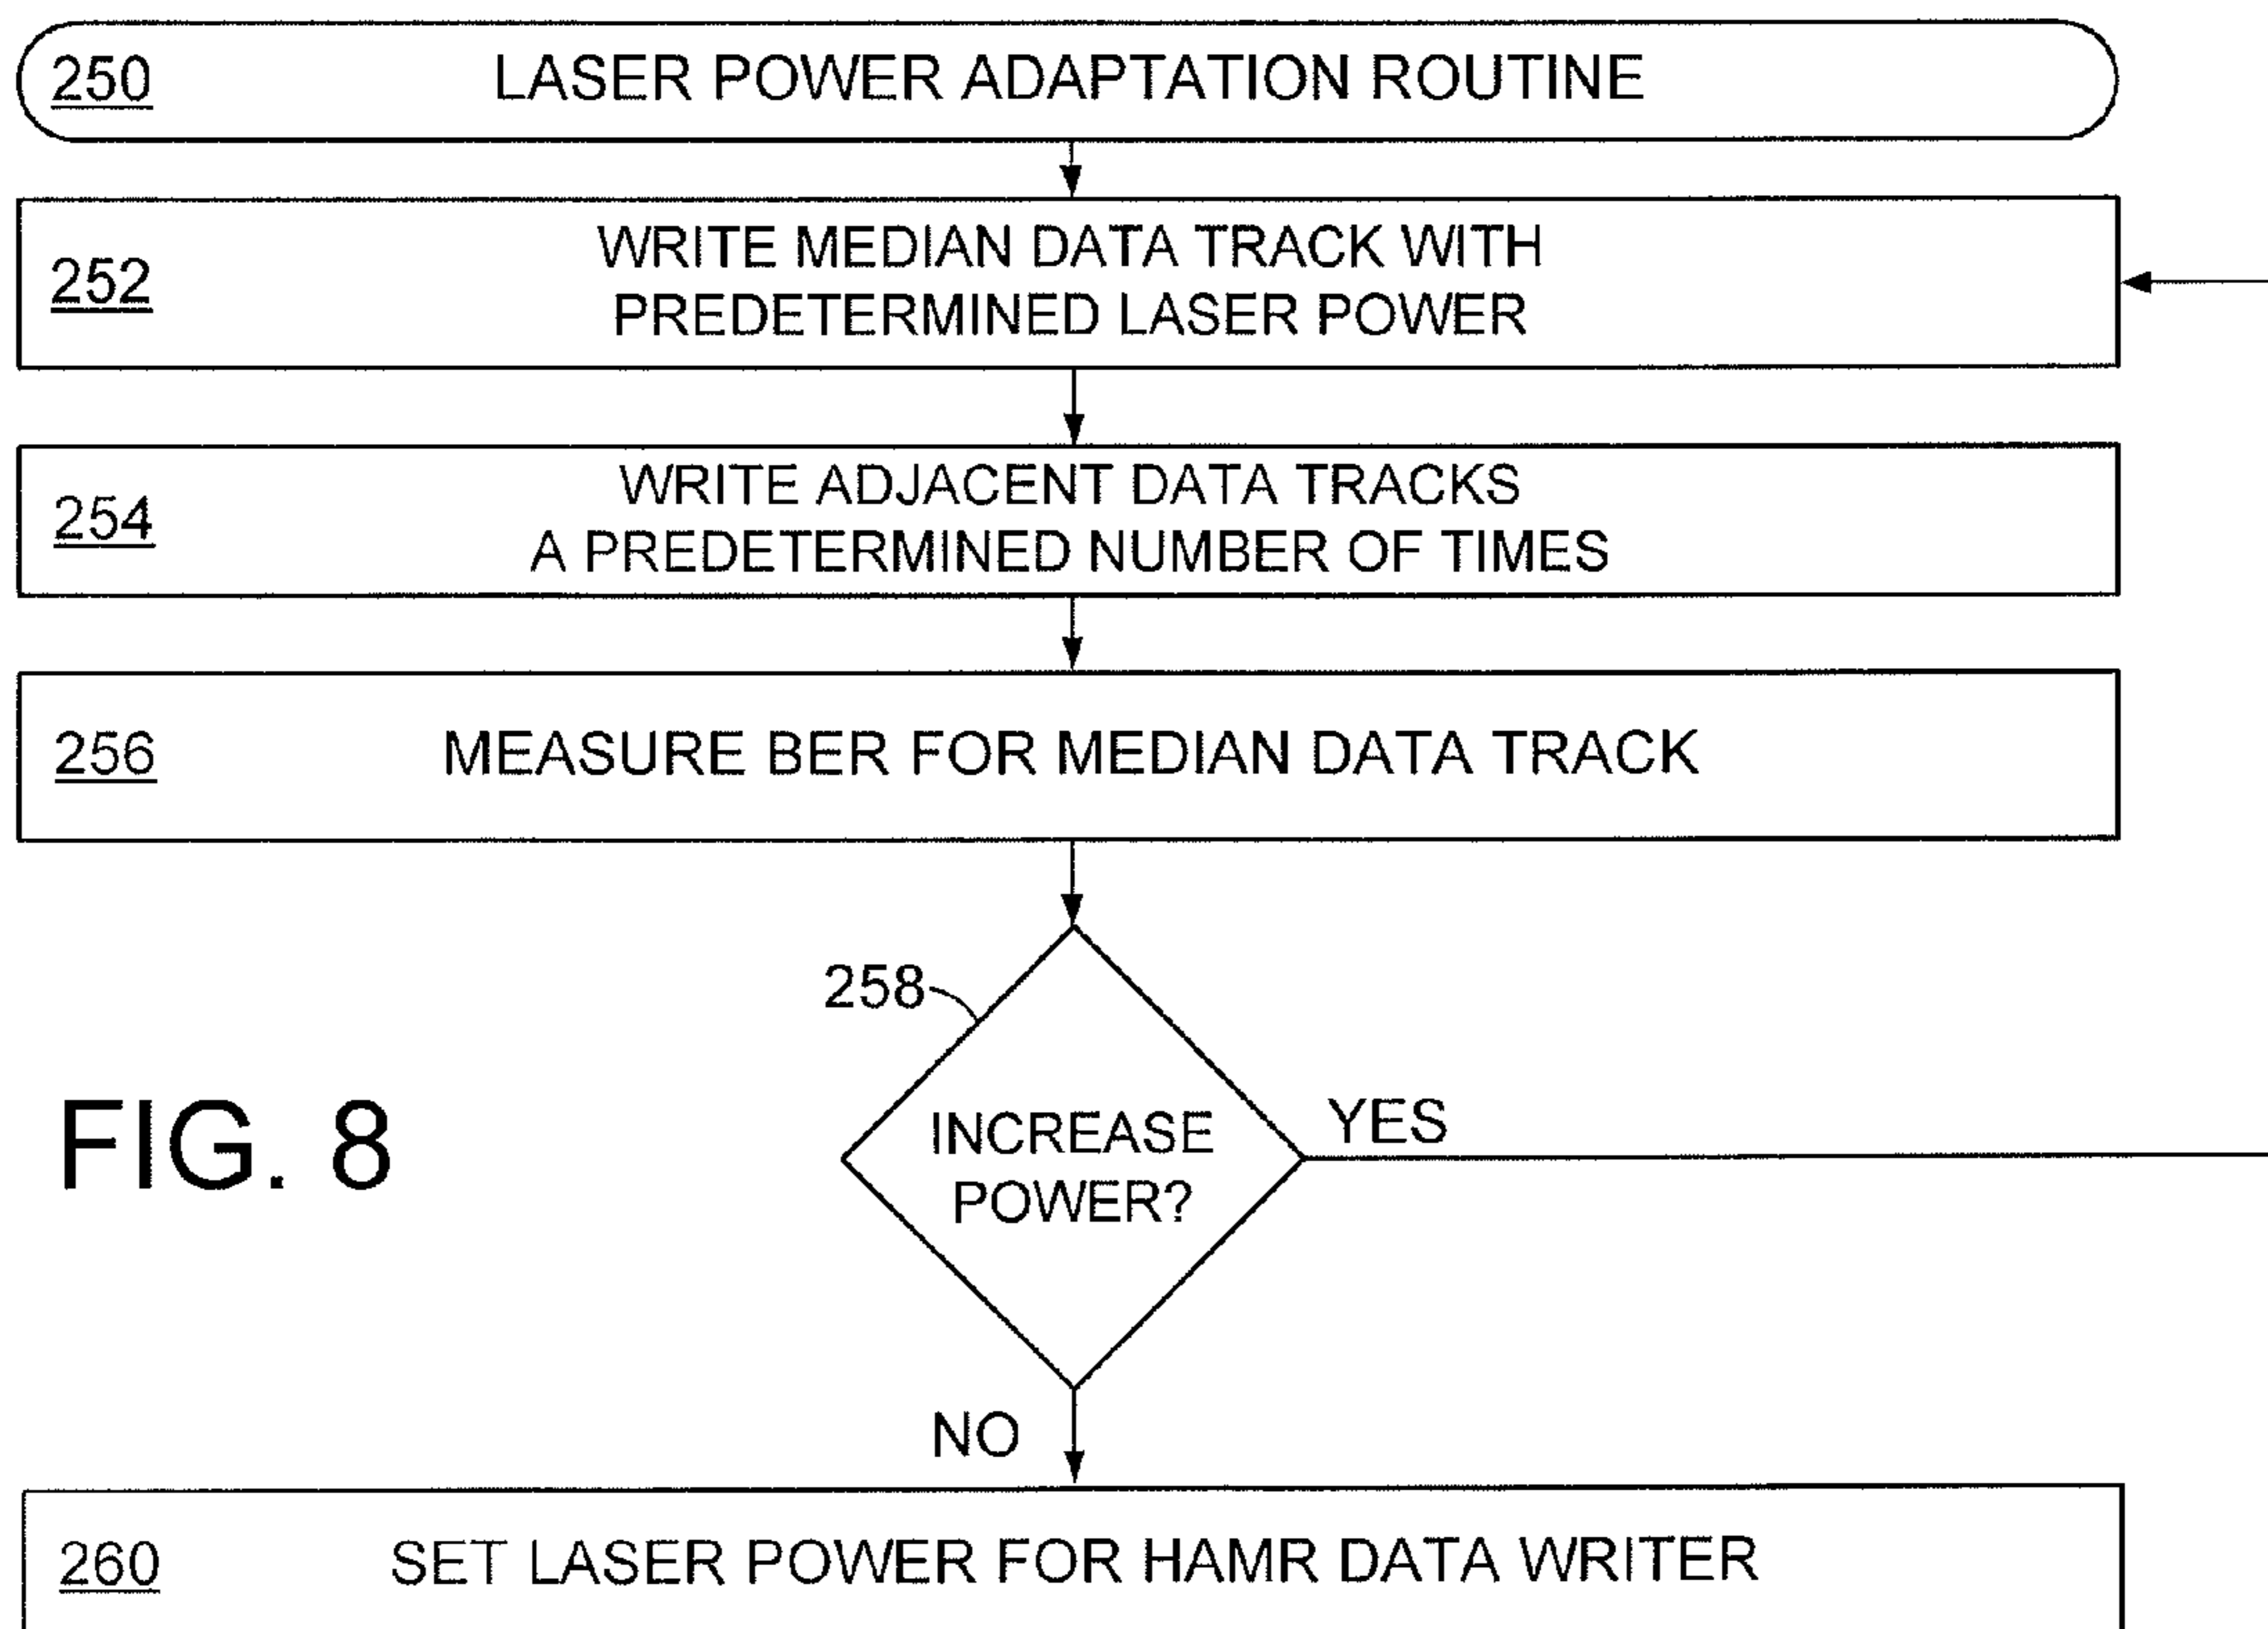 250 LASER POWER ADAPTATION ROUTINE
252 WRITE MEDIAN DATA TRACK WITH
PREDETERMINED LASER POWER
254 WRITE ADJACENT DATA TRACKS
A PREDETERMINED NUMBER OF TIMES
256 MEASURE BER FOR MEDIAN DATA TRACK
258
INCREASE
POWER?
YES
FIG. 8
NO
260 SET LASER POWER FOR HAMR DATA WRITER